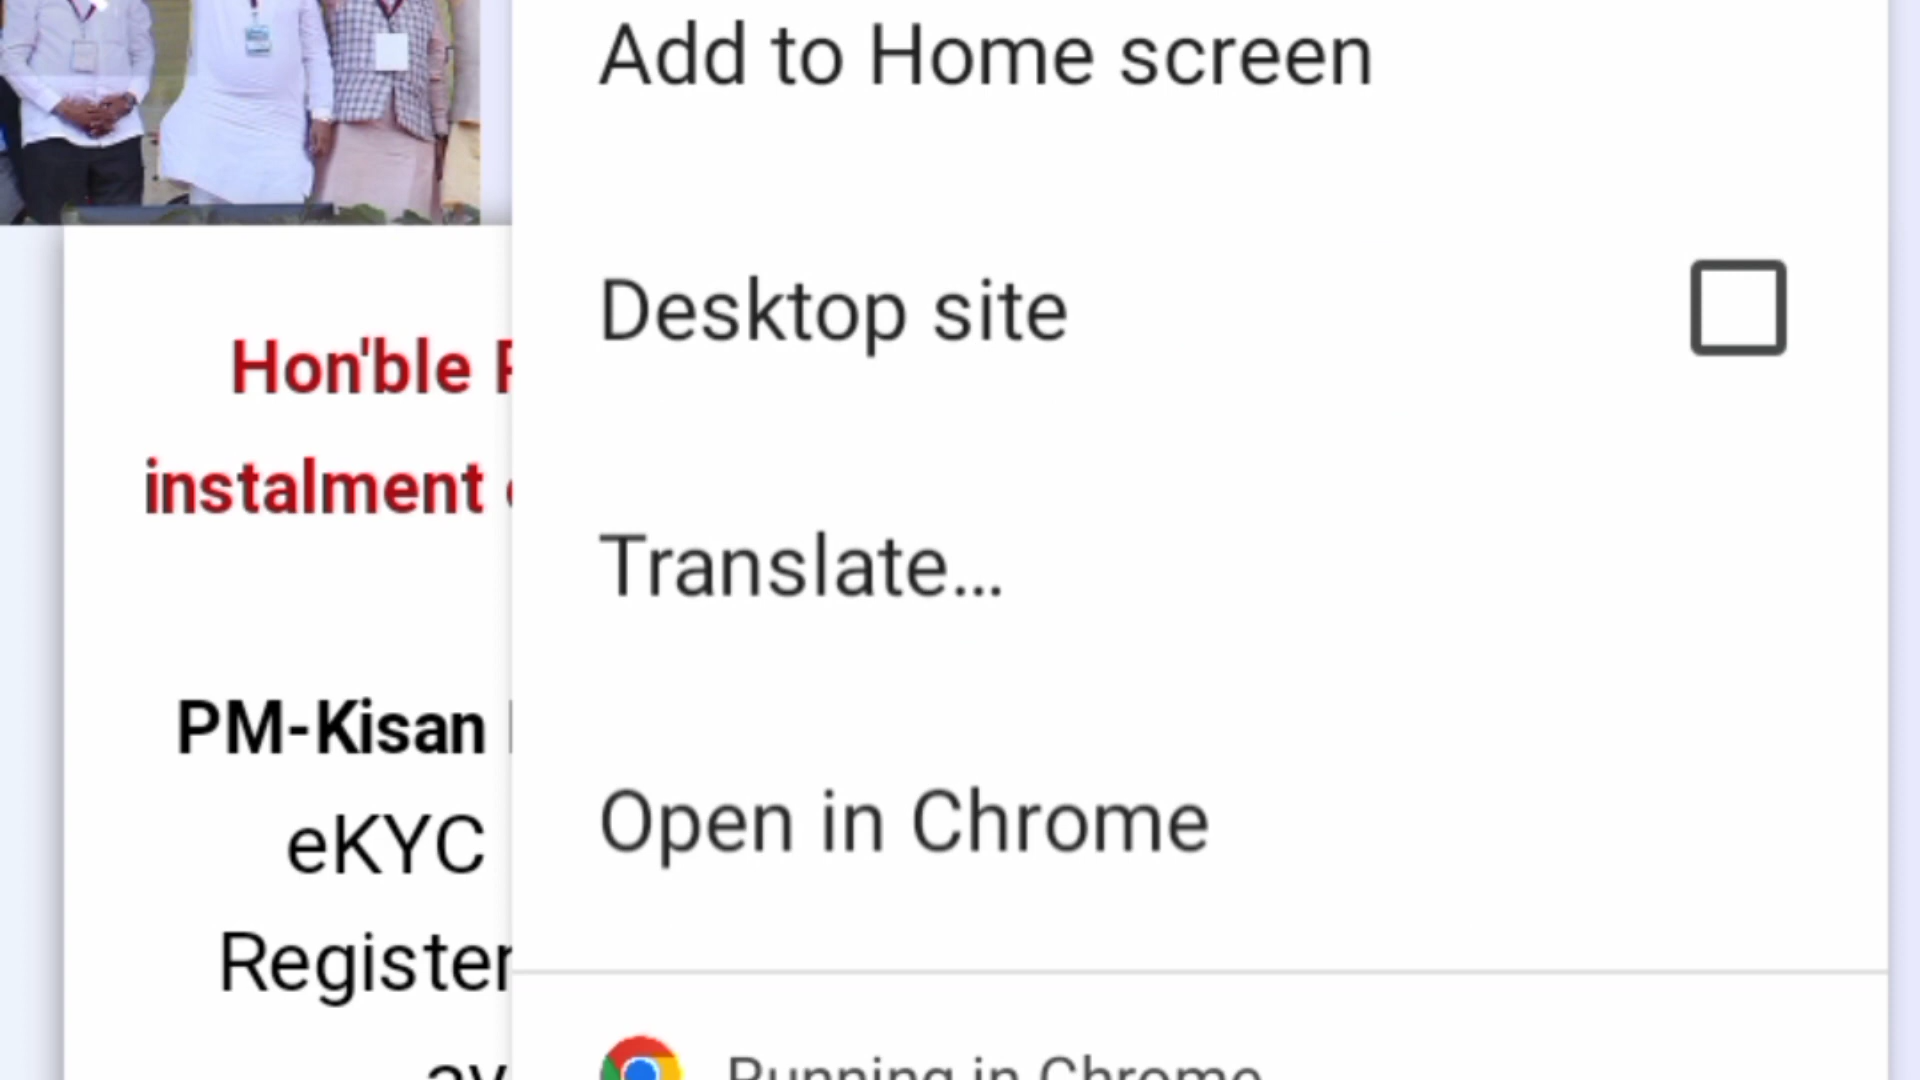 Add to Home screen
Desktop site
Translate...
Open in Chrome
Running in Chrome
Hon'ble
instalment
PM-Kisan
eKYC
Register